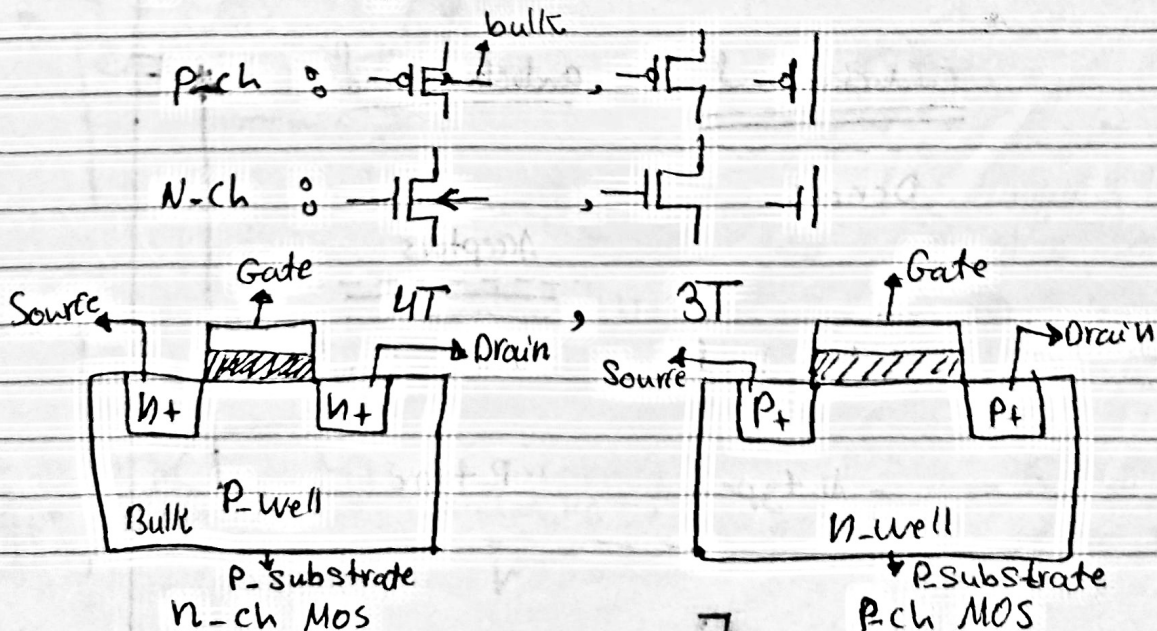 bulk
P-ch : ,
N-ch : ,
Gate Gate
Source 4T , 3T Drain
Drain Source
n+ n+ P+ P+
P-well
Bulk n-well
P-substrate P-substrate
n-ch MOS P-ch MOS